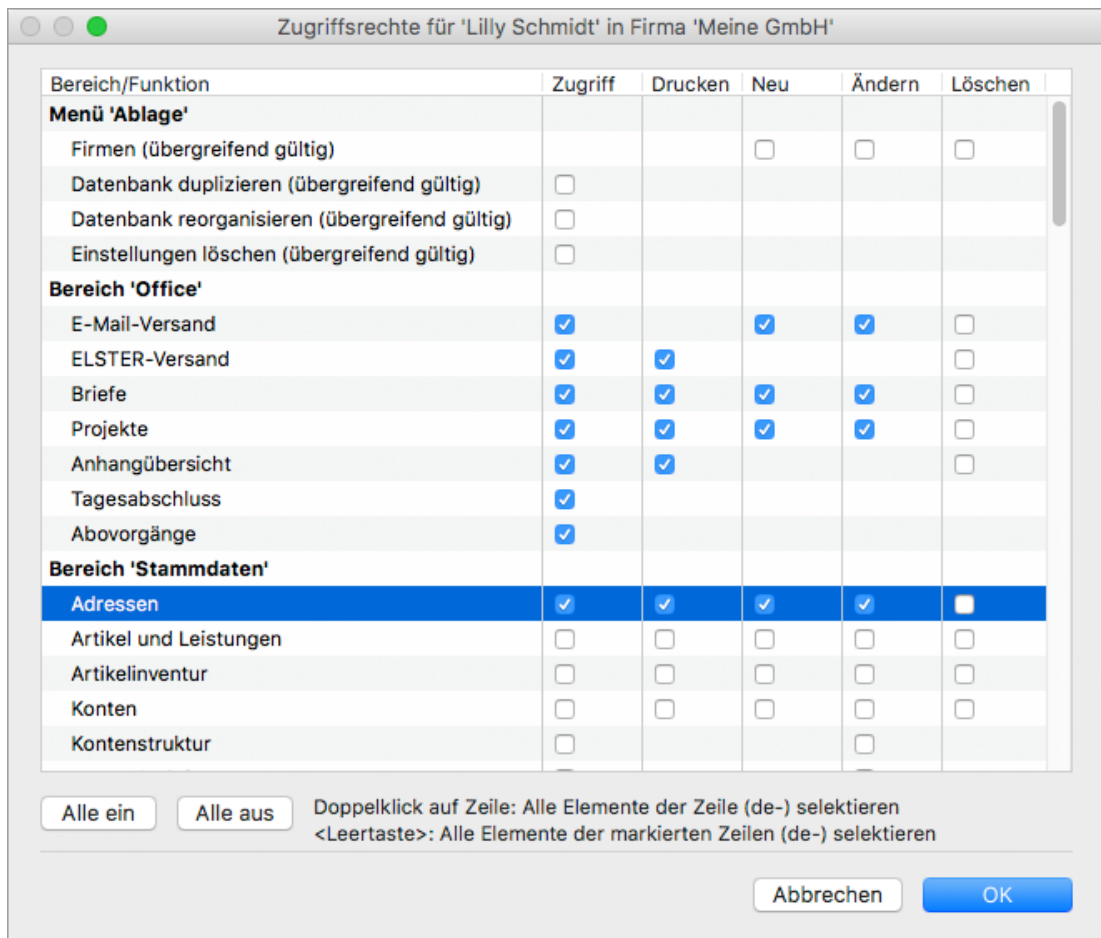 Zugriffsrechte für 'Lilly Schmidt' in Firma 'Meine GmbH'
Bereich/Funktion Zugriff Drucken Neu Ändern Löschen
Menü 'Ablage'
Firmen (übergreifend gültig)
Datenbank duplizieren (übergreifend gültig)
Datenbank reorganisieren (übergreifend gültig)
Einstellungen löschen (übergreifend gültig)
Bereich 'Office'
E-Mail-Versand
ELSTER-Versand
Briefe
Projekte
Anhangübersicht
Tagesabschluss
Abovorgänge
Bereich 'Stammdaten'
Adressen
Artikel und Leistungen
Artikelinventur
Konten
Kontenstruktur
Alle ein Alle aus Doppelklick auf Zeile: Alle Elemente der Zeile (de-) selektieren
<Leertaste>: Alle Elemente der markierten Zeilen (de-) selektieren
Abbrechen OK